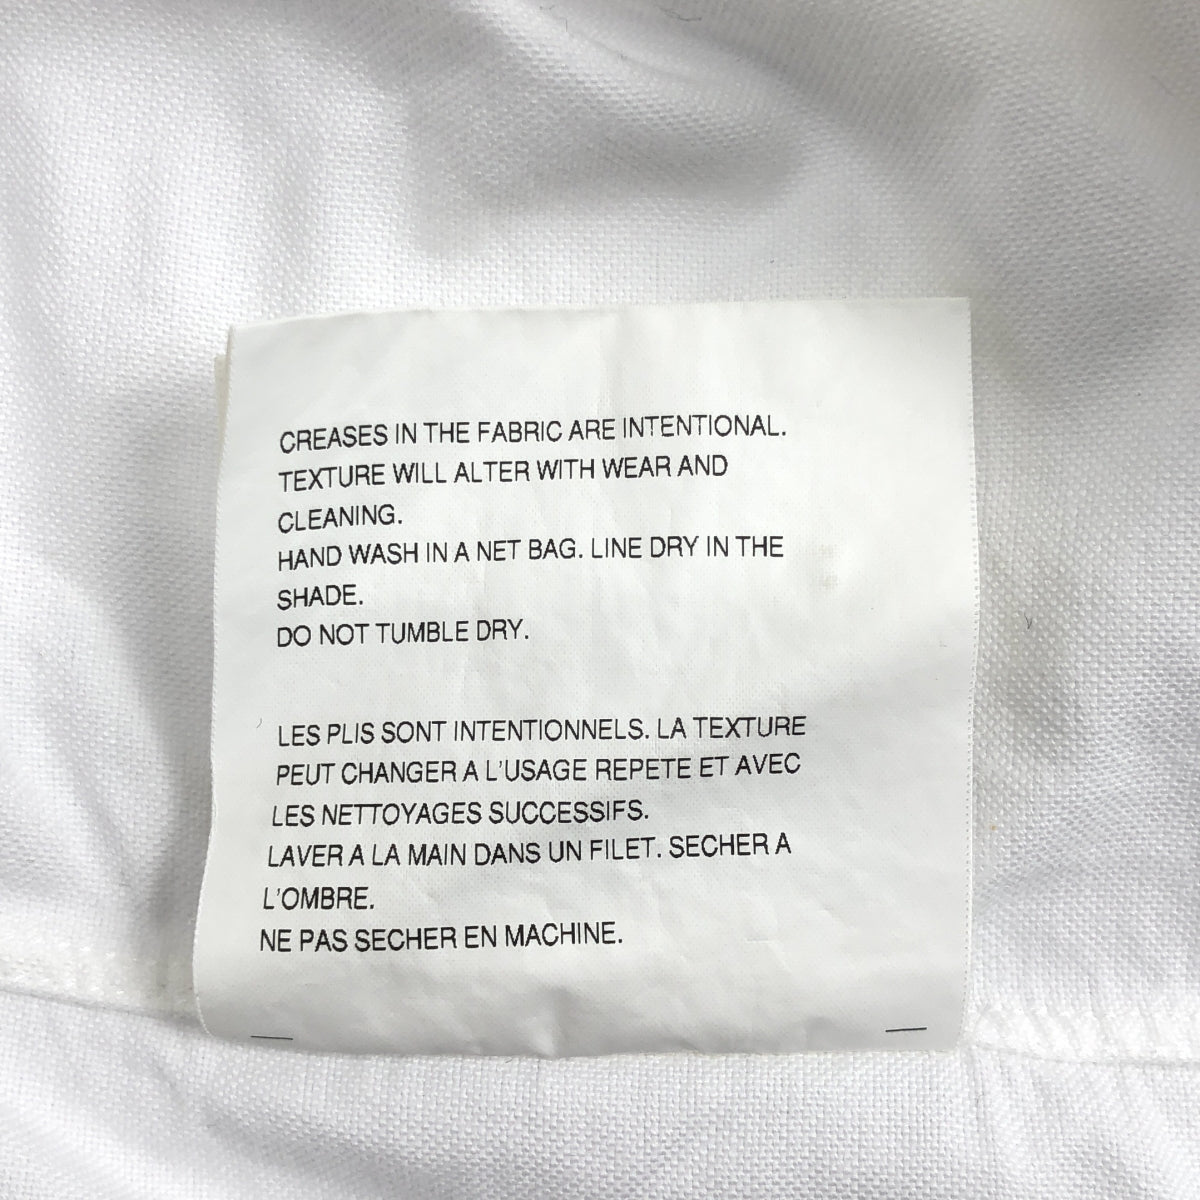 CREASES IN THE FABRIC ARE INTENTIONAL.
TEXTURE WILL ALTER WITH WEAR AND
CLEANING.
HAND WASH IN A NET BAG. LINE DRY IN THE
SHADE.
DO NOT TUMBLE DRY.
LES PLIS SONT INTENTIONNELS. LA TEXTURE
PEUT CHANGER A L'USAGE REPETE ET AVEC
LES NETTOYAGES SUCCESSIFS.
LAVER A LA MAIN DANS UN FILET. SECHER A
L'OMBRE.
NE PAS SECHER EN MACHINE.